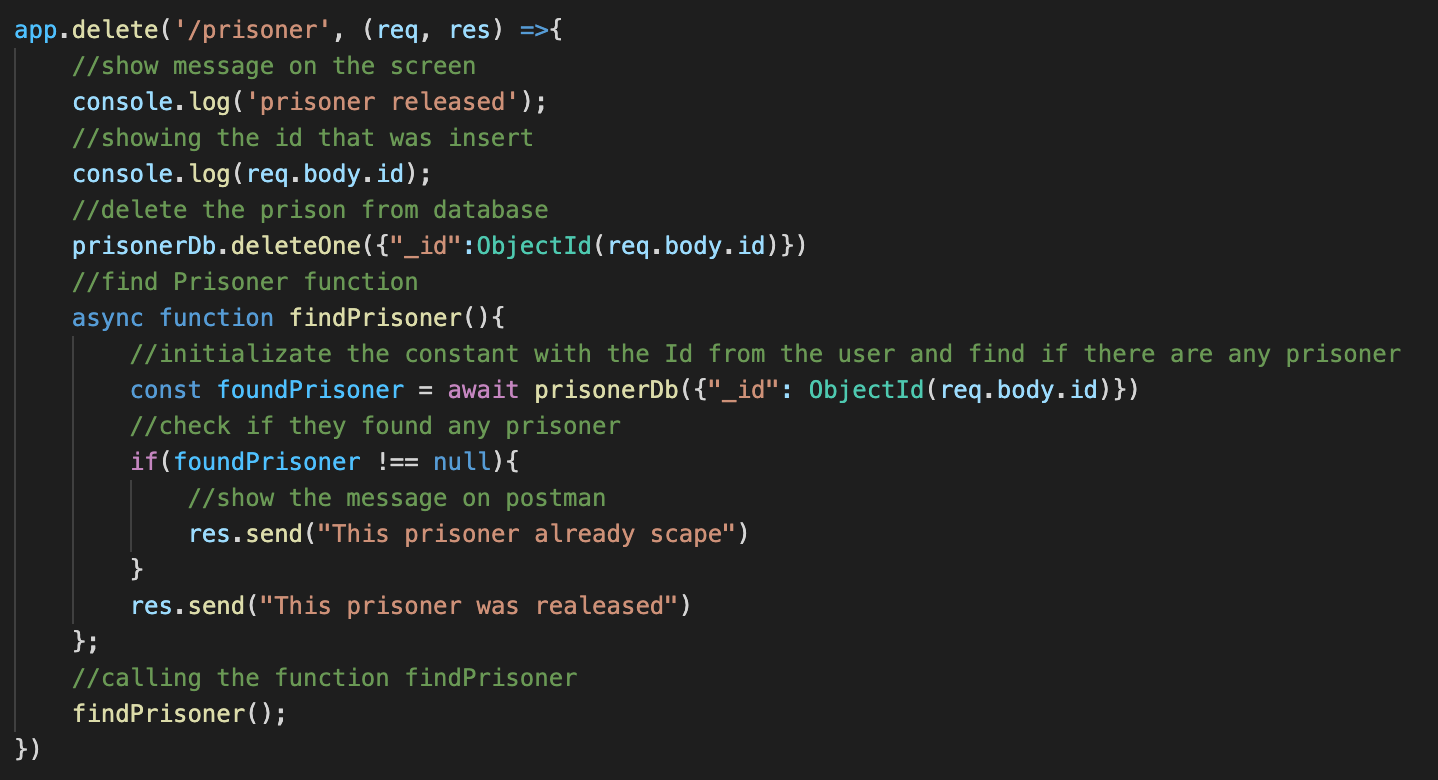 app.delete('/prisoner', (req, res) =>{
//show message on the screen
console.log('prisoner released');
//showing the id that was insert
console.log(req.body.id);
//delete the prison from database
prisonerDb.deleteOne({"_id":ObjectId(req.body.id)})
//find Prisoner function
async function findPrisoner(){
//initializate the constant with the Id from the user and find if there are any prisoner
const foundPrisoner = await prisonerDb({"_id": ObjectId(req.body.id)})
//check if they found any prisoner
if(foundPrisoner !== null){
//show the message on postman
res.send("This prisoner already scape")
}
res.send("This prisoner was realeased")
};
//calling the function findPrisoner
findPrisoner();
})